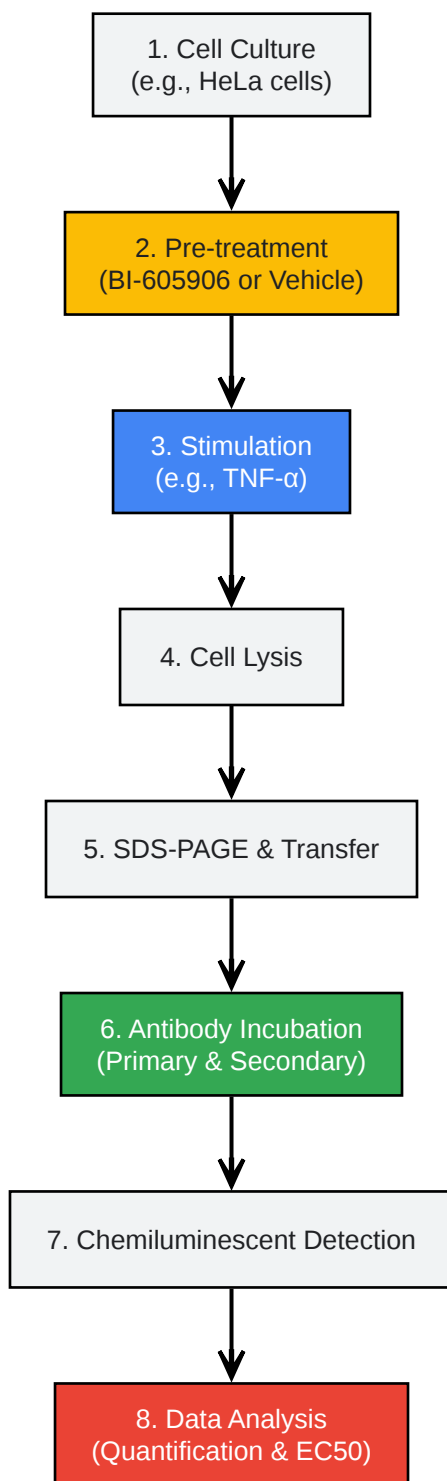 1. Cell Culture
(e.g., HeLa cells)
2. Pre-treatment
(BI-605906 or Vehicle)
3. Stimulation
(e.g., TNF-α)
4. Cell Lysis
5. SDS-PAGE & Transfer
6. Antibody Incubation
(Primary & Secondary)
7. Chemiluminescent Detection
8. Data Analysis
(Quantification & EC50)